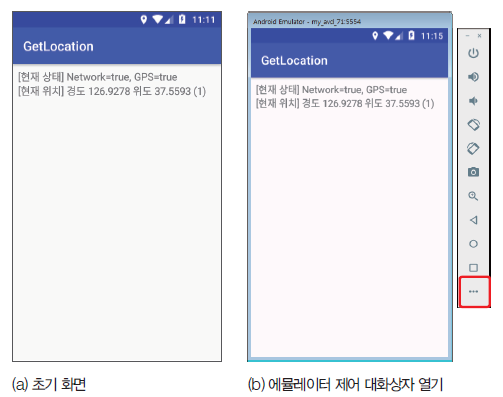 11:11
GetLocation
[현재 상태] Network=true, GPS=true
[현재 위치] 경도 126.9278 위도 37.5593 (1)
(a) 초기 화면
Android Emulator - my_avd_71:5554
11:15
GetLocation
[현재 상태] Network=true, GPS=true
[현재 위치] 경도 126.9278 위도 37.5593 (1)
(b) 에뮬레이터 제어 대화상자 열기